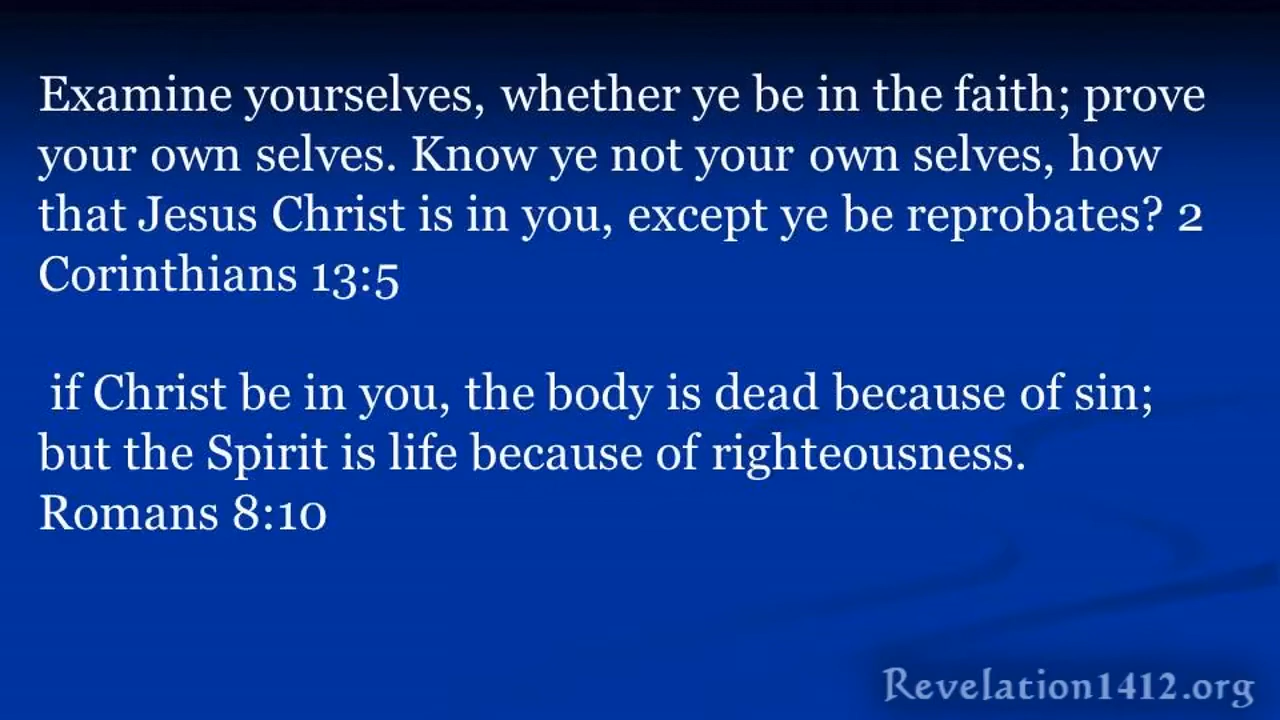 Examine yourselves, whether ye be in the faith; prove
your own selves. Know ye not your own selves, how
that Jesus Christ is in you, except ye be reprobates? 2
Corinthians 13:5
if Christ be in you, the body is dead because of sin;
but the Spirit is life because of righteousness.
Romans 8:10
Revelation1412.org